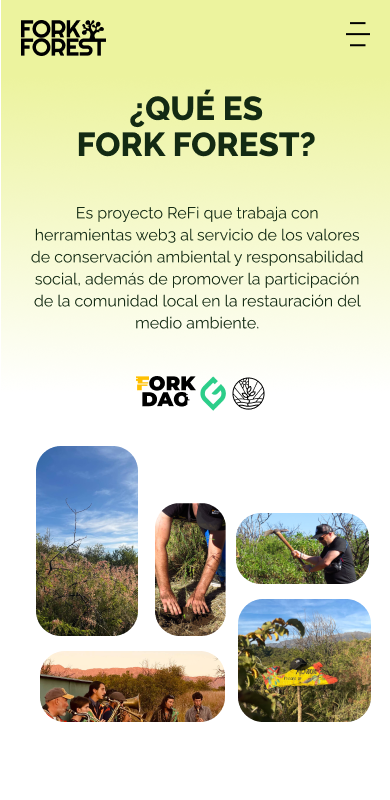 FORK
FOREST
¿QUÉ ES
FORK FOREST?
Es proyecto ReFi que trabaja con
herramientas web3 al servicio de los valores
de conservación ambiental y responsabilidad
social, además de promover la participación
de la comunidad local en la restauración del
medio ambiente.
FORK
DAO